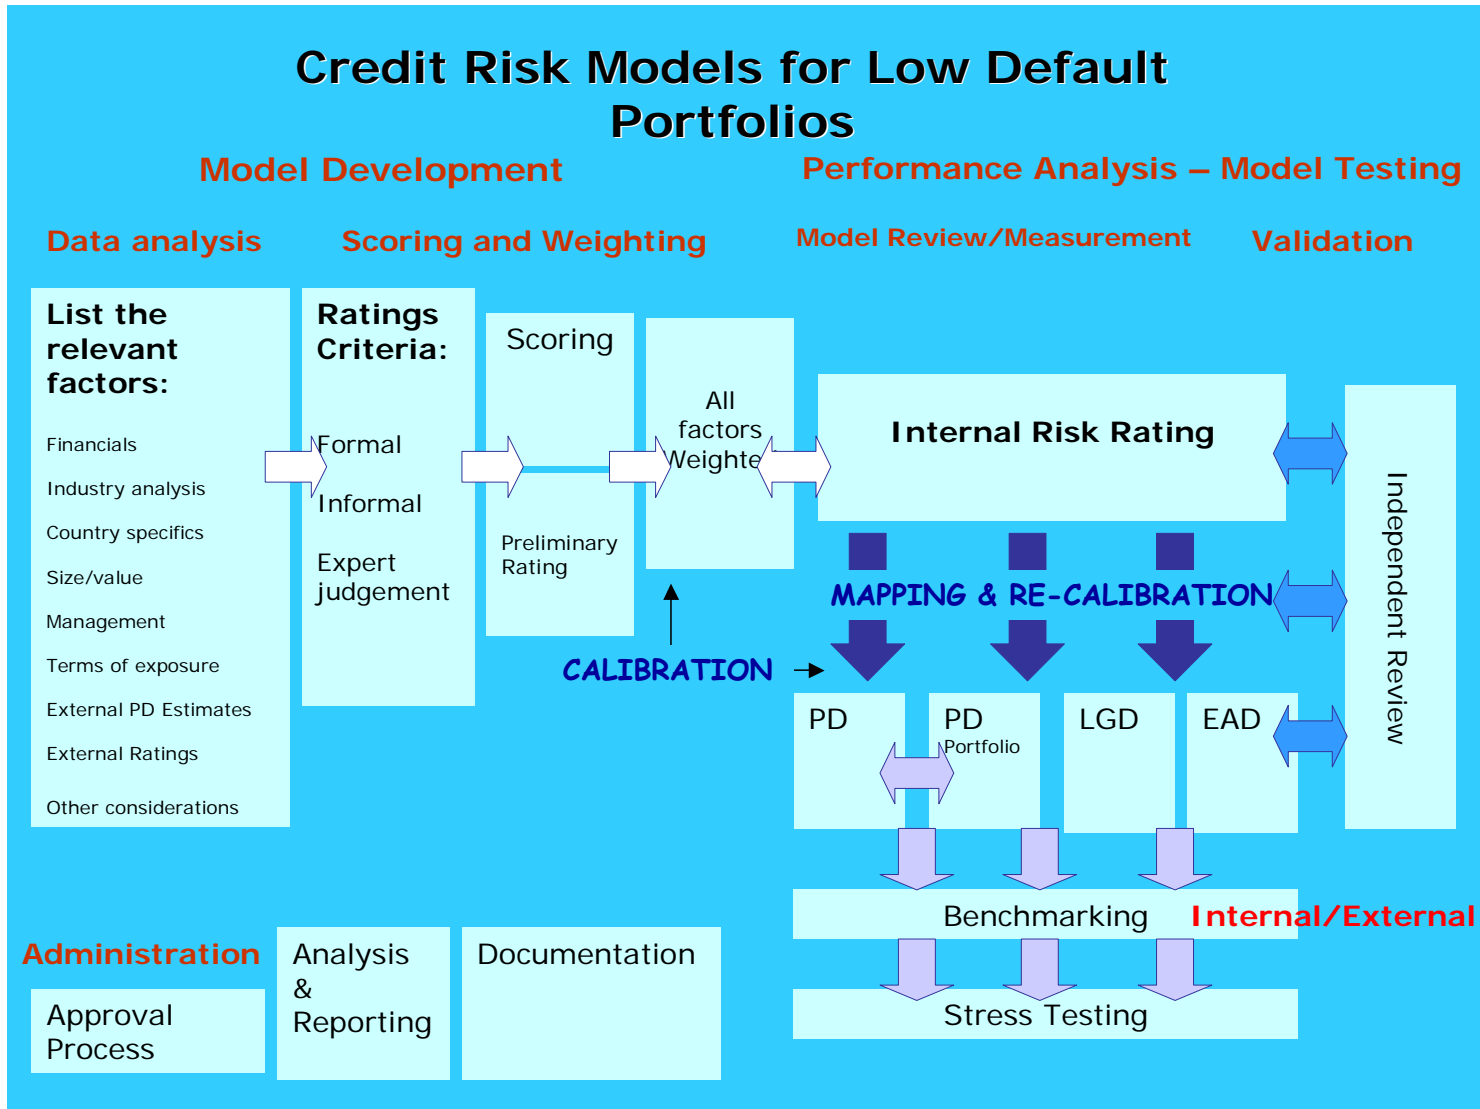 Credit Risk Models for Low Default
Portfolios
Model Development
Performance Analysis – Model Testing
Data analysis
Scoring and Weighting
Model Review/Measurement
Validation
List the
relevant
factors:
Financials
Industry analysis
Country specifics
Size/value
Management
Terms of exposure
External PD Estimates
External Ratings
Other considerations
Ratings
Criteria:
Formal
Informal
Expert
judgement
Scoring
Preliminary
Rating
All
factors
Weighted
Internal Risk Rating
Independent Review
MAPPING & RE-CALIBRATION
CALIBRATION
PD
PD
Portfolio
LGD
EAD
Benchmarking
Internal/External
Stress Testing
Administration
Approval
Process
Analysis
&
Reporting
Documentation